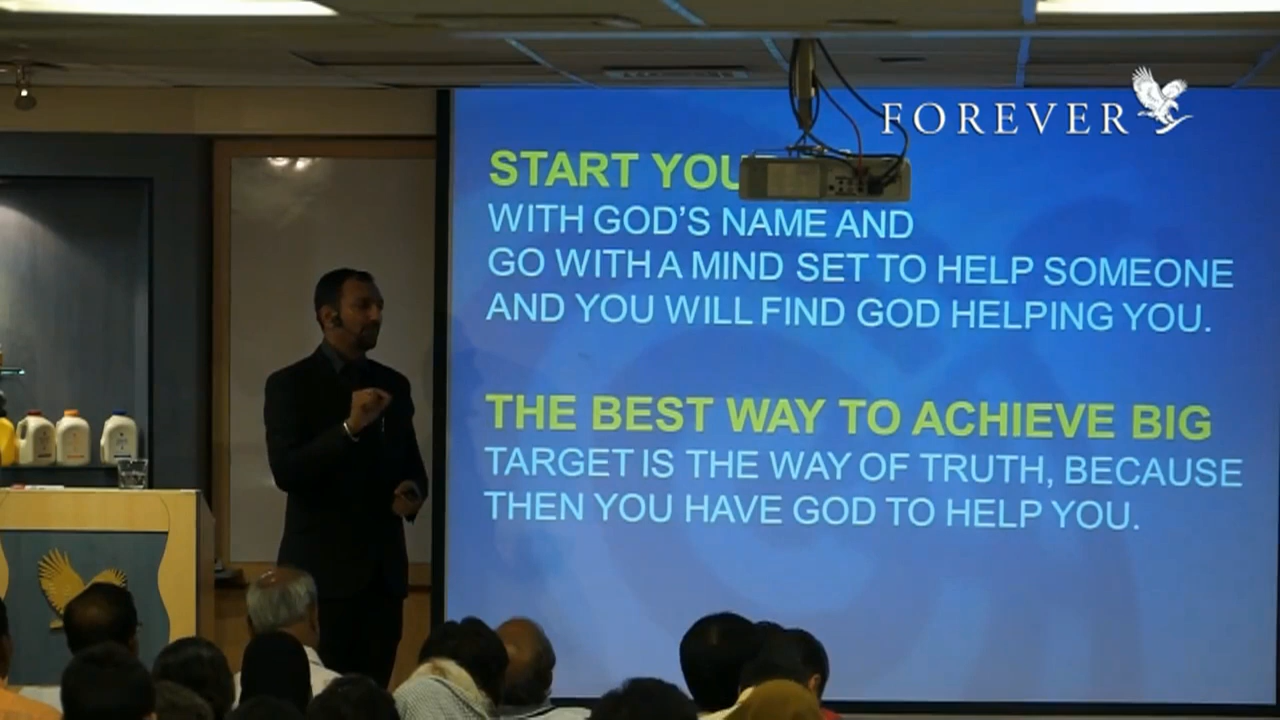 FOREVER
START YOU
WITH GOD'S NAME AND
GO WITH A MIND SET TO HELP SOMEONE
AND YOU WILL FIND GOD HELPING YOU.
THE BEST WAY TO ACHIEVE BIG
TARGET IS THE WAY OF TRUTH, BECAUSE
THEN YOU HAVE GOD TO HELP YOU.